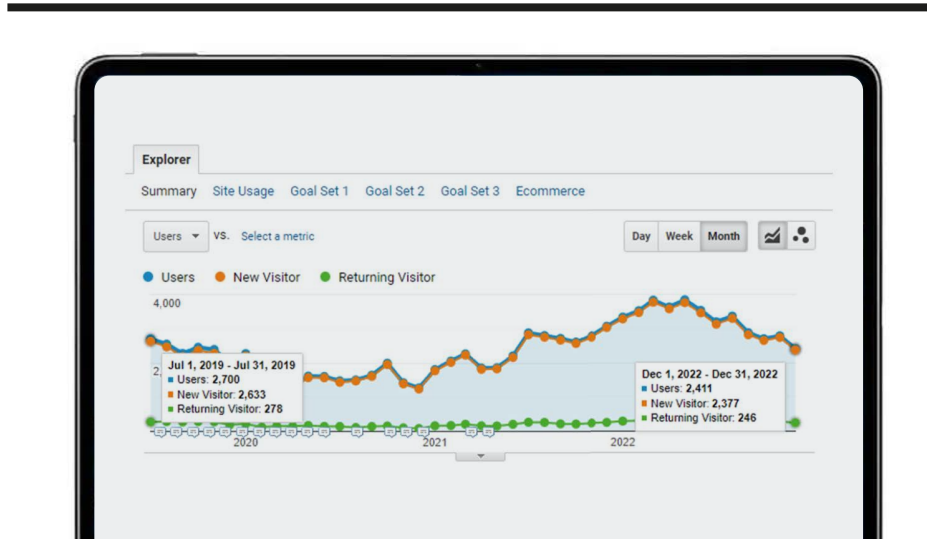 Explorer
Summary Site Usage Goal Set 1 Goal Set 2 Goal Set 3 Ecommerce
Users VS. Select a metric Day Week Month
Users New Visitor Returning Visitor
4,000
2,
Jul 1, 2019 - Jul 31, 2019
Users: 2,700
New Visitor: 2,633
Returning Visitor: 278
Dec 1, 2022 - Dec 31, 2022
Users: 2,411
New Visitor: 2,377
Returning Visitor: 246
2020 2021 2022